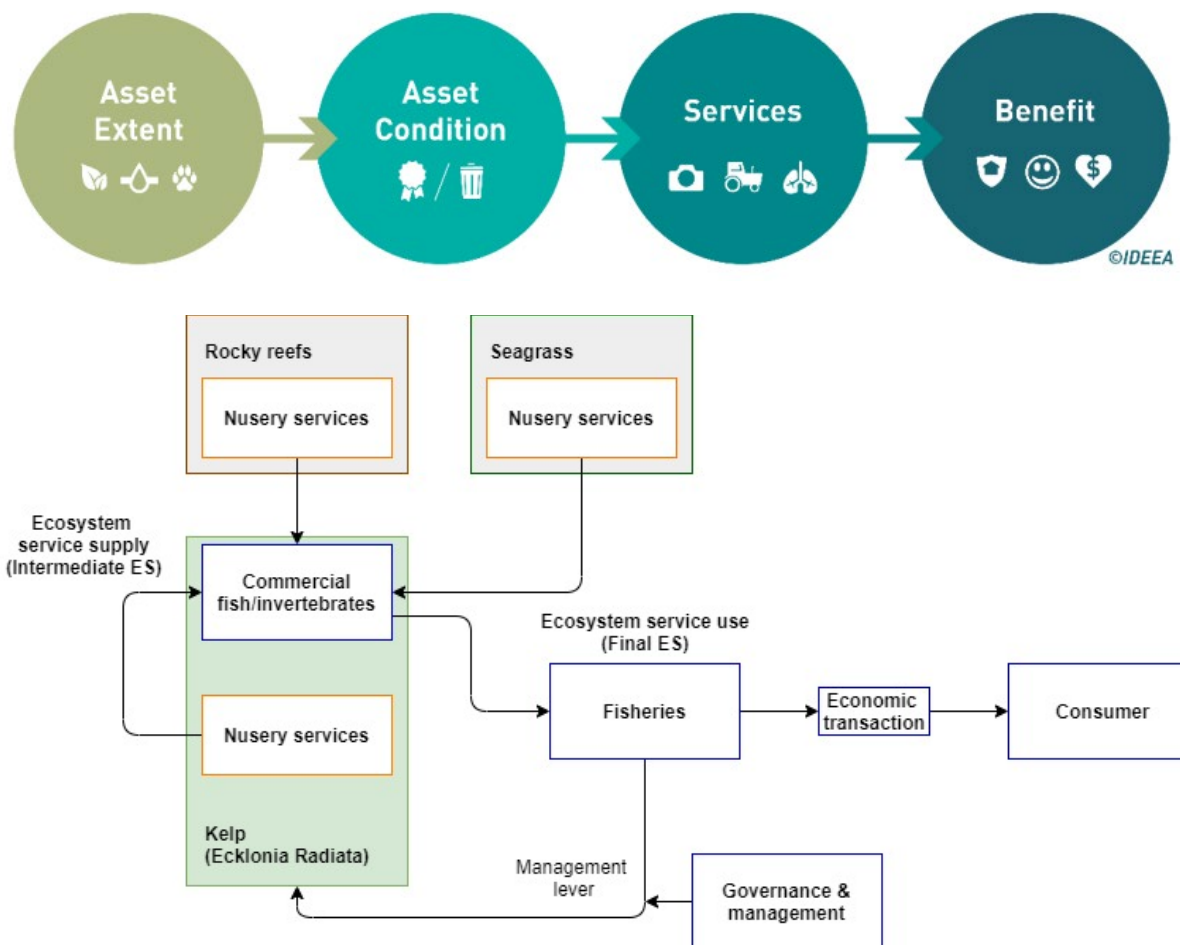 Asset
Extent
Asset
Condition
Services
Benefit
©IDEEA
Rocky reefs
Nusery services
Seagrass
Nusery services
Ecosystem
service supply
(Intermediate ES)
Commercial
fish/invertebrates
Ecosystem service use
(Final ES)
Fisheries
Economic
transaction
Consumer
Nusery services
Kelp
(Ecklonia Radiata)
Management
lever
Governance &
management